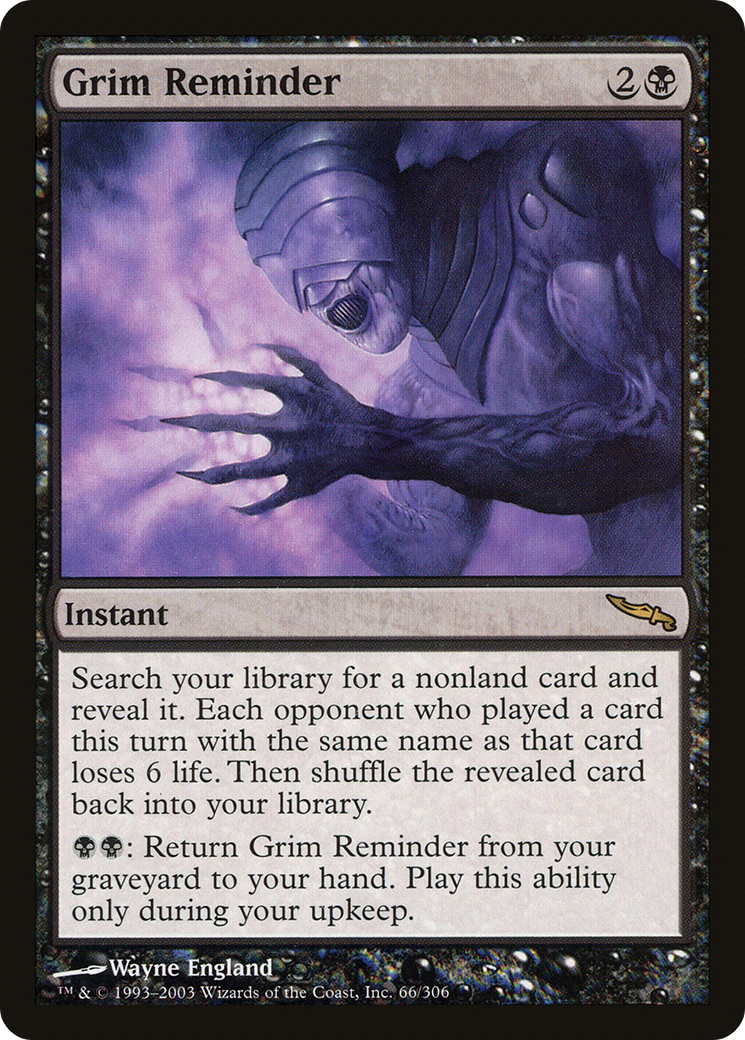 Grim Reminder 2
Instant
Search your library for a nonland card and
reveal it. Each opponent who played a card
this turn with the same name as that card
loses 6 life. Then shuffle the revealed card
back into your library.
: Return Grim Reminder from your
graveyard to your hand. Play this ability
only during your upkeep.
Wayne England
™ & © 1993–2003 Wizards of the Coast, Inc. 66/306